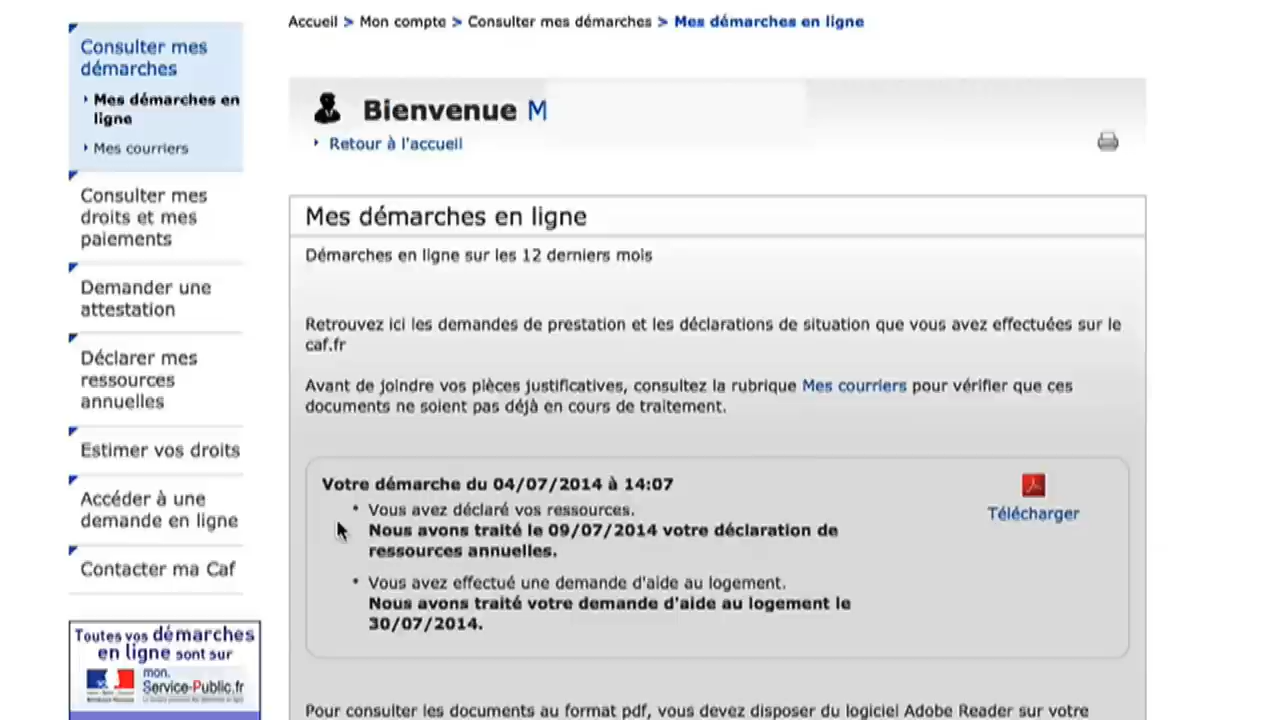 Accueil > Mon compte > Consulter mes démarches > Mes démarches en ligne
Consulter mes
démarches
Mes démarches en
ligne
Mes courriers
Consulter mes
droits et mes
paiements
Demander une
attestation
Déclarer mes
ressources
annuelles
Estimer vos droits
Accéder à une
demande en ligne
Contacter ma Caf
Toutes vos démarches
en ligne sont sur
mon.
Service-Public.fr
Bienvenue M
Retour à l'accueil
Mes démarches en ligne
Démarches en ligne sur les 12 derniers mois
Retrouvez ici les demandes de prestation et les déclarations de situation que vous avez effectuées sur le
caf.fr
Avant de joindre vos pièces justificatives, consultez la rubrique Mes courriers pour vérifier que ces
documents ne soient pas déjà en cours de traitement.
Votre démarche du 04/07/2014 à 14:07
• Vous avez déclaré vos ressources.
Nous avons traité le 09/07/2014 votre déclaration de
ressources annuelles.
• Vous avez effectué une demande d'aide au logement.
Nous avons traité votre demande d'aide au logement le
30/07/2014.
Télécharger
Pour consulter les documents au format pdf, vous devez disposer du logiciel Adobe Reader sur votre